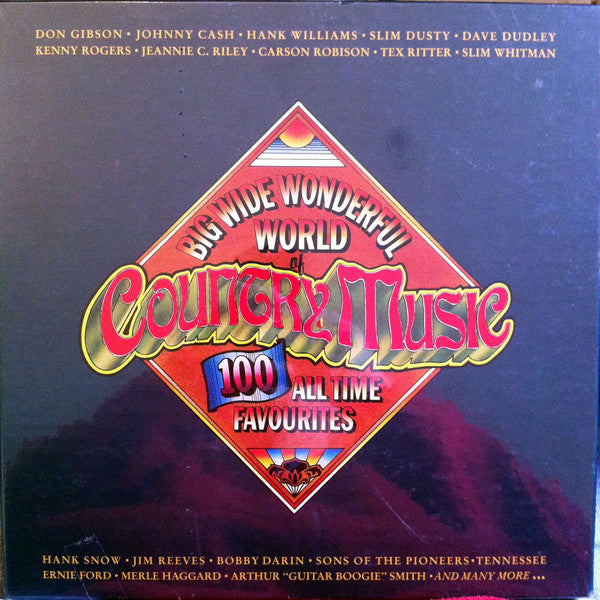 DON GIBSON • JOHNNY CASH • HANK WILLIAMS • SLIM DUSTY • DAVE DUDLEY
KENNY ROGERS • JEANNIE C. RILEY • CARSON ROBISON • TEX RITTER • SLIM WHITMAN
BIG WIDE WONDERFUL
WORLD
of
COUNTRY MUSIC
100 ALL TIME
FAVOURITES
HANK SNOW • JIM REEVES • BOBBY DARIN • SONS OF THE PIONEERS • TENNESSEE
ERNIE FORD • MERLE HAGGARD • ARTHUR “GUITAR BOOGIE” SMITH • AND MANY MORE ...